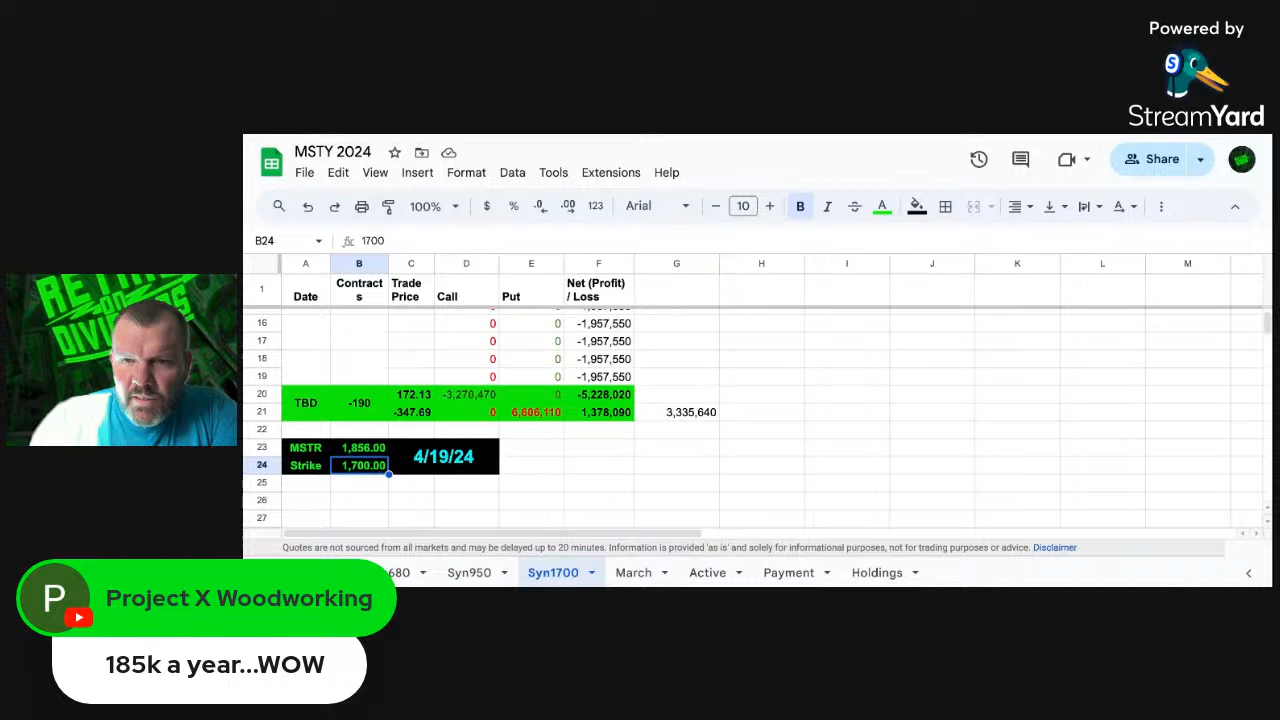 Powered by
StreamYard
MSTY 2024
File Edit View Insert Format Data Tools Extensions Help
Share
100% $ % .0 .00 123 Arial 10 B I A
B24 fx 1700
A B C D E F G H I J K L M
1 Date Contract s Trade Price Call Put Net (Profit) / Loss
16 0 0 -1,957,550
17 0 0 -1,957,550
18 0 0 -1,957,550
19 0 0 -1,957,550
20 TBD -190 172.13 -3,270,470 0 -5,228,020
21 -347.69 0 6,606,110 1,378,090 3,335,640
22
23 MSTR 1,856.00 4/19/24
24 Strike 1,700.00
25
26
27
Quotes are not sourced from all markets and may be delayed up to 20 minutes. Information is provided 'as is' and solely for informational purposes, not for trading purposes or advice. Disclaimer
680 Syn950 Syn1700 March Active Payment Holdings
P Project X Woodworking
185k a year...WOW